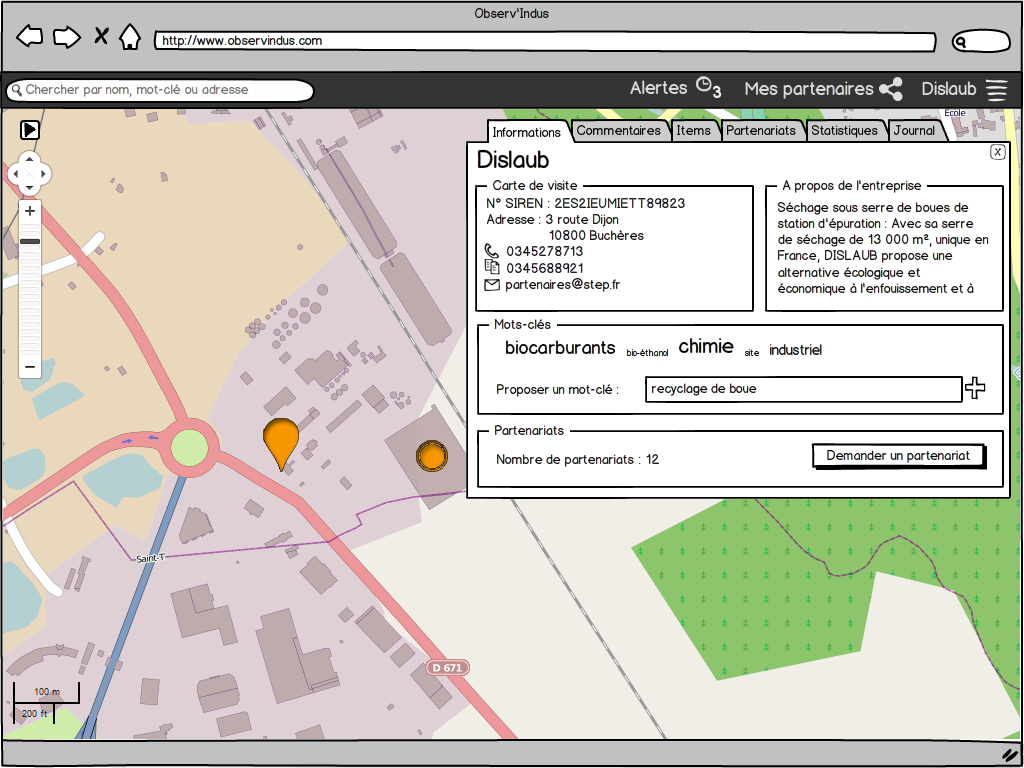 Observ'Indus
http://www.observindus.com
Chercher par nom, mot-clé ou adresse
Alertes 3
Mes partenaires
Dislaub
Ecole
Informations
Commentaires
Items
Partenariats
Statistiques
Journal
X
Dislaub
Carte de visite
N° SIREN : 2ES2IEUMIETT89823
Adresse : 3 route Dijon
10800 Buchères
0345278713
0345688921
partenaires@step.fr
A propos de l'entreprise
Séchage sous serre de boues de
station d'épuration : Avec sa serre
de séchage de 13 000 m², unique en
France, DISLAUB propose une
alternative écologique et
économique à l'enfouissement et à
Mots-clés
biocarburants bio-éthanol chimie site industriel
Proposer un mot-clé : recyclage de boue
Partenariats
Nombre de partenariats : 12
Demander un partenariat
Saint-T
D 671
100 m
200 ft